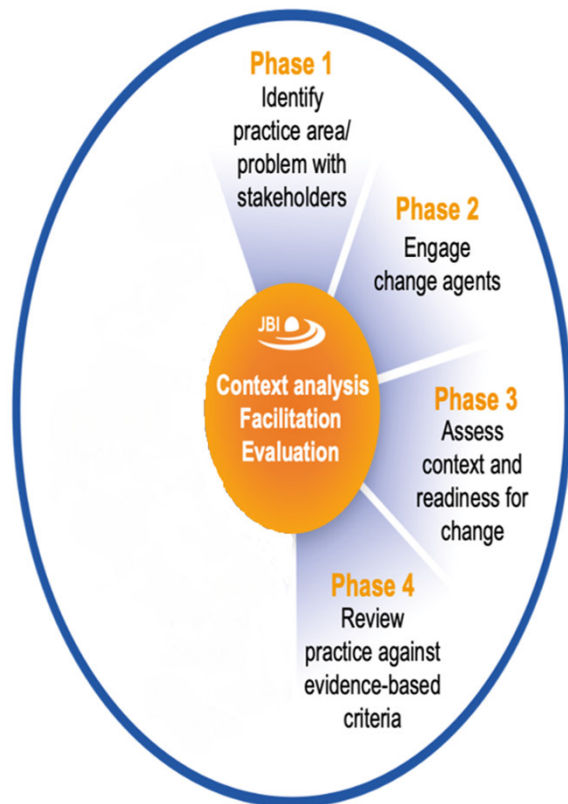 Phase 1
Identify
practice area/
problem with
stakeholders
Phase 2
Engage
change agents
JBI
Context analysis
Facilitation
Evaluation
Phase 3
Assess
context and
readiness for
change
Phase 4
Review
practice against
evidence-based
criteria